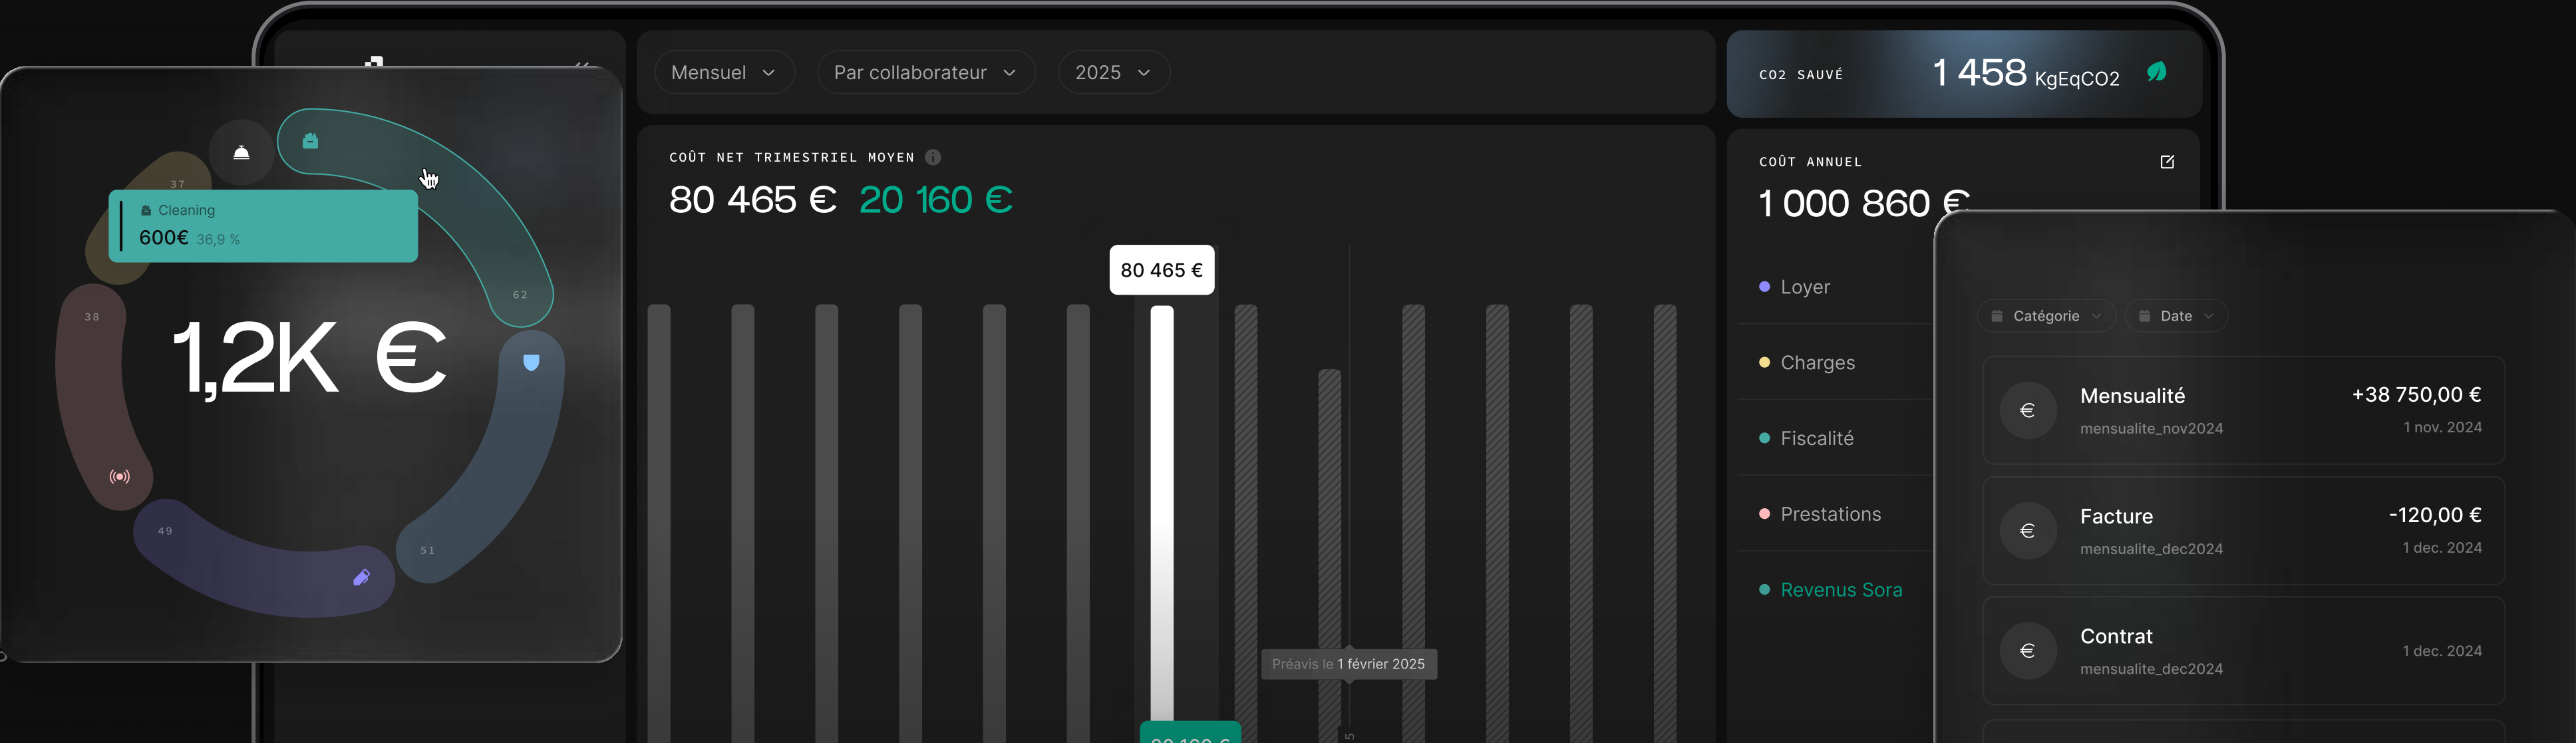 37
Cleaning
600€ 36,9 %
62
38
1,2K €
49
51
Mensuel
Par collaborateur
2025
COÛT NET TRIMESTRIEL MOYEN
80 465 € 20 160 €
80 465 €
Préavis le 1 février 2025
CO2 SAUVÉ
1 458 KgEqCO2
COÛT ANNUEL
1 000 860 €
Loyer
Charges
Fiscalité
Prestations
Revenus Sora
Catégorie
Date
Mensualité
+38 750,00 €
mensualite_nov2024
1 nov. 2024
Facture
-120,00 €
mensualite_dec2024
1 dec. 2024
Contrat
mensualite_dec2024
1 dec. 2024